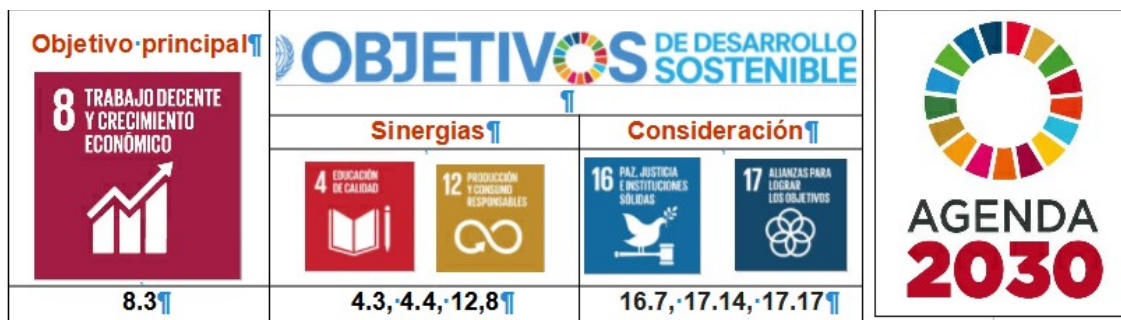 Objetivo principal¶
OBJETIVOS DE DESARROLLO SOSTENIBLE
¶
8 TRABAJO DECENTE
Y CRECIMIENTO
ECONÓMICO
Sinergias¶
Consideración¶
4 EDUCACIÓN
DE CALIDAD
12 PRODUCCIÓN
Y CONSUMO
RESPONSABLES
16 PAZ, JUSTICIA
E INSTITUCIONES
SÓLIDAS
17 ALIANZAS PARA
LOGRAR
LOS OBJETIVOS
8.3¶
4.3,·4.4,·12,8¶
16.7,·17.14,·17.17¶
AGENDA
2030